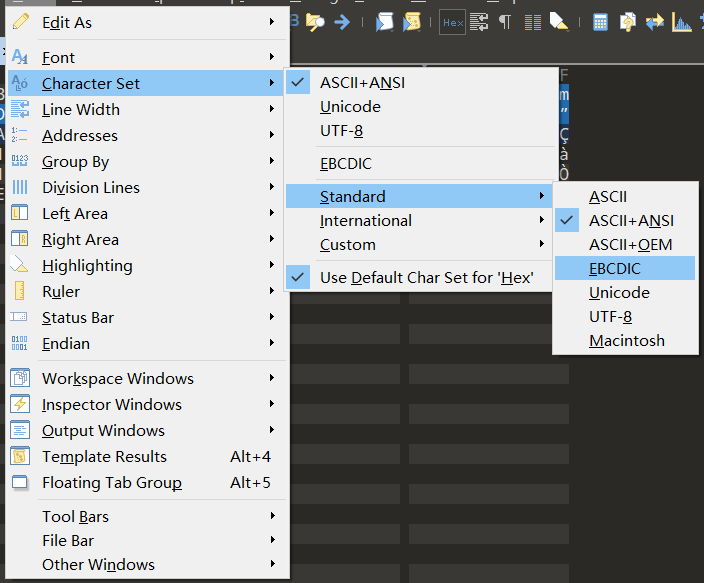 Edit As
Font
Character Set
Line Width
Addresses
Group By
Division Lines
Left Area
Right Area
Highlighting
Ruler
Status Bar
Endian
Workspace Windows
Inspector Windows
Output Windows
Template Results Alt+4
Floating Tab Group Alt+5
Tool Bars
File Bar
Other Windows
ASCII+ANSI
Unicode
UTF-8
EBCDIC
Standard
International
Custom
Use Default Char Set for 'Hex'
ASCII
ASCII+ANSI
ASCII+OEM
EBCDIC
Unicode
UTF-8
Macintosh
Hex
F
m
”
Ç
à
Ò